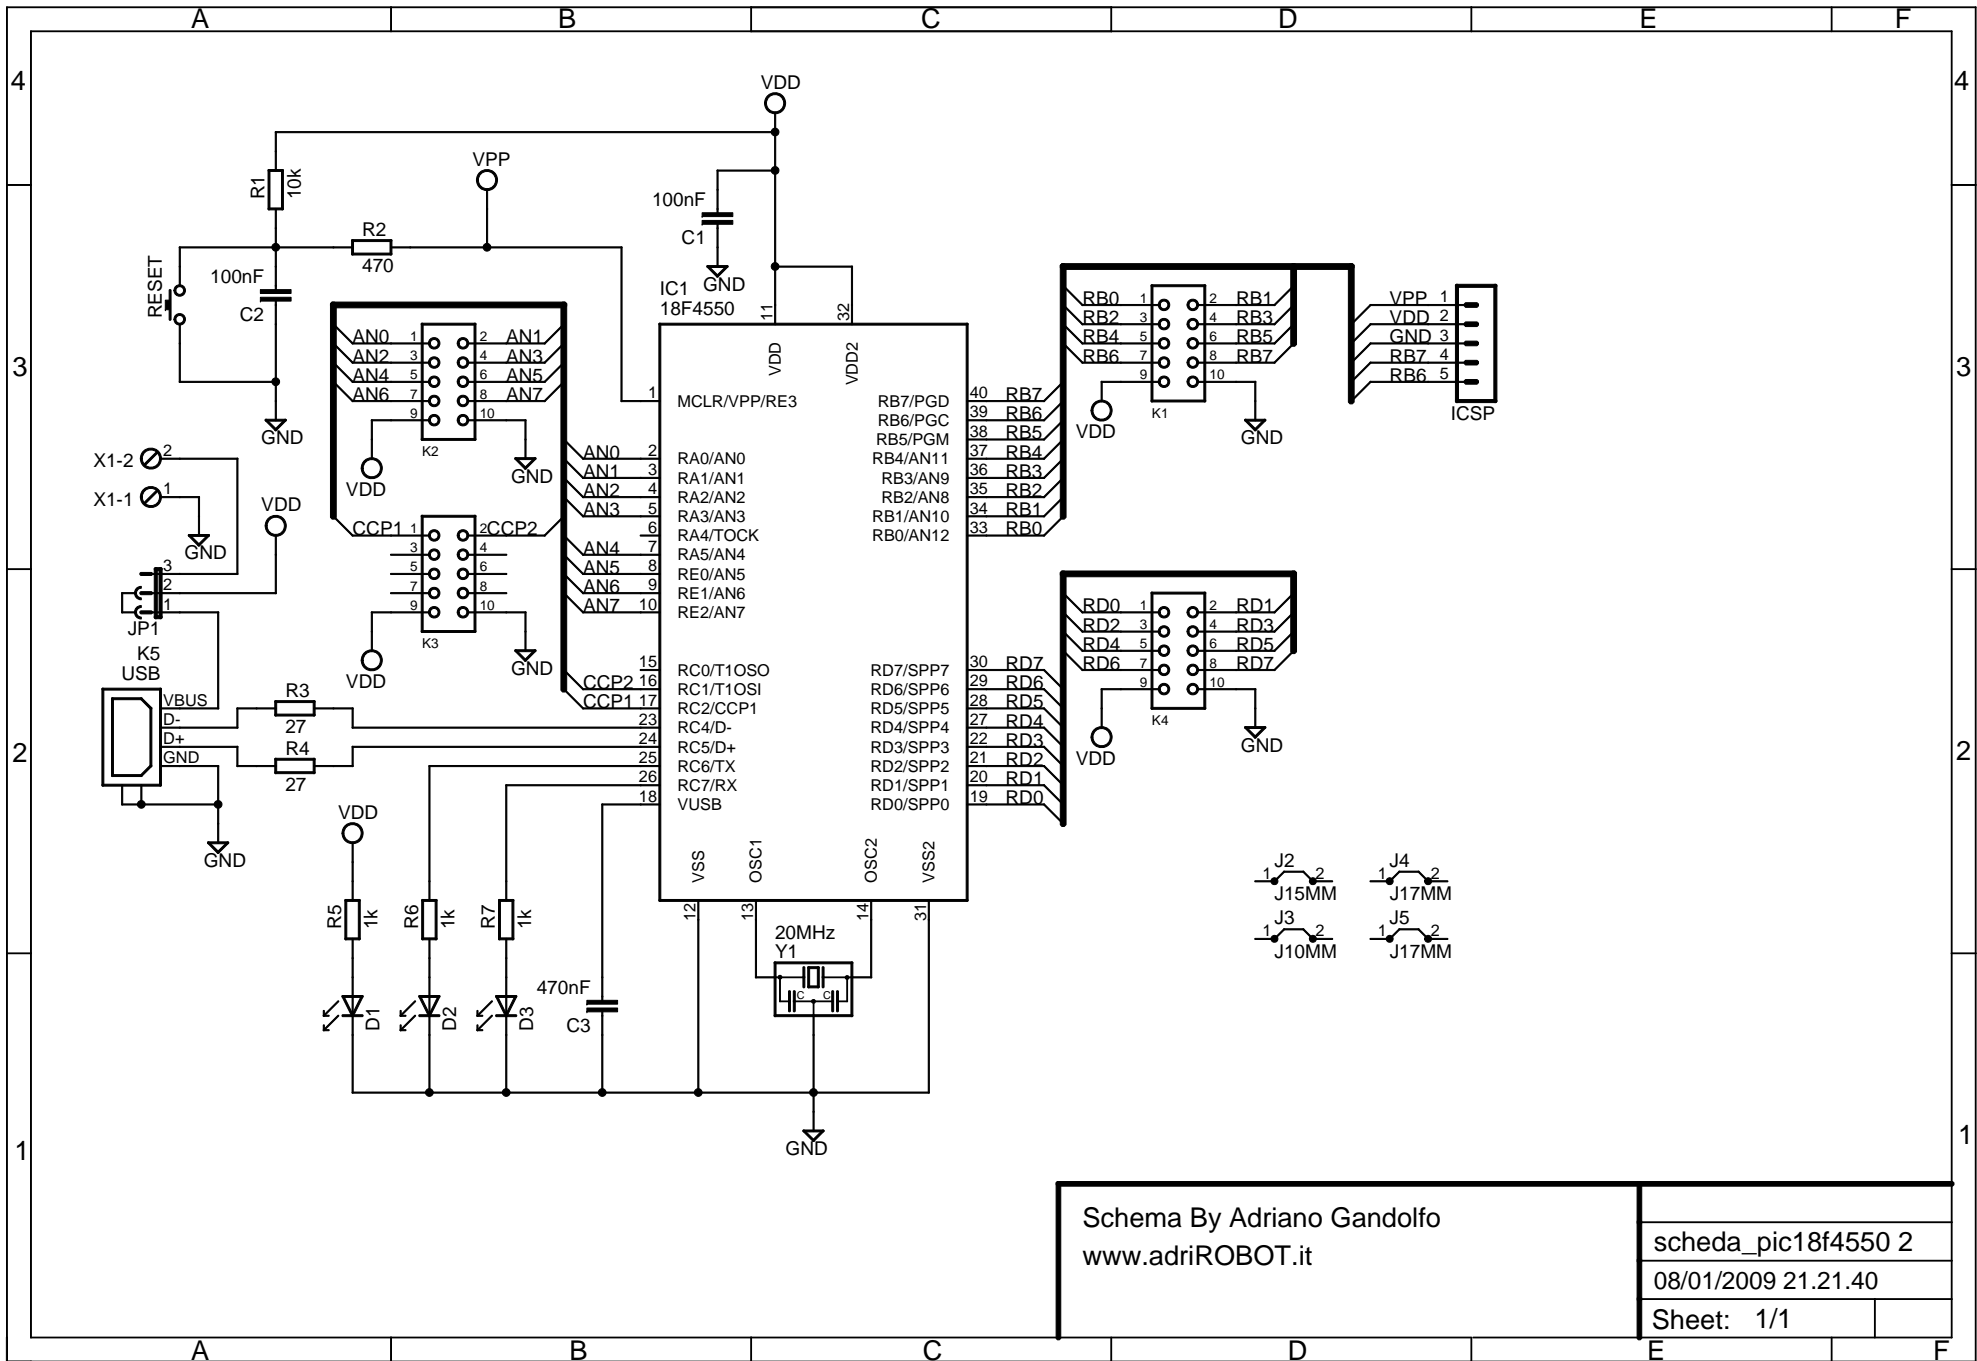 A B C D E F
4 4
3 3
2 2
1 1
A B C D E F
VDD
R1
10k
VPP
R2
470
RESET
100nF
C2
GND
100nF
C1
GND
IC1
18F4550
11
32
VDD
VDD2
AN0 1 2 AN1
AN2 3 4 AN3
AN4 5 6 AN5
AN6 7 8 AN7
9 10
K2
VDD
GND
CCP1 1 2 CCP2
3 4
5 6
7 8
9 10
K3
VDD
GND
X1-2 2
X1-1 1
GND
VDD
3
2
1
JP1
K5
USB
VBUS
D-
D+
GND
GND
R3
27
R4
27
1 MCLR/VPP/RE3
AN0 2 RA0/AN0
AN1 3 RA1/AN1
AN2 4 RA2/AN2
AN3 5 RA3/AN3
6 RA4/TOCK
AN4 7 RA5/AN4
AN5 8 RE0/AN5
AN6 9 RE1/AN6
AN7 10 RE2/AN7
15 RC0/T1OSO
CCP2 16 RC1/T1OSI
CCP1 17 RC2/CCP1
23 RC4/D-
24 RC5/D+
25 RC6/TX
26 RC7/RX
18 VUSB
RB7/PGD 40 RB7
RB6/PGC 39 RB6
RB5/PGM 38 RB5
RB4/AN11 37 RB4
RB3/AN9 36 RB3
RB2/AN8 35 RB2
RB1/AN10 34 RB1
RB0/AN12 33 RB0
RD7/SPP7 30 RD7
RD6/SPP6 29 RD6
RD5/SPP5 28 RD5
RD4/SPP4 27 RD4
RD3/SPP3 22 RD3
RD2/SPP2 21 RD2
RD1/SPP1 20 RD1
RD0/SPP0 19 RD0
VSS
OSC1
OSC2
VSS2
12
13
14
31
20MHz
Y1
C C
VDD
R5
1k
R6
1k
R7
1k
D1
D2
D3
470nF
C3
GND
RB0 1 2 RB1
RB2 3 4 RB3
RB4 5 6 RB5
RB6 7 8 RB7
9 10
K1
VDD
GND
VPP 1
VDD 2
GND 3
RB7 4
RB6 5
ICSP
RD0 1 2 RD1
RD2 3 4 RD3
RD4 5 6 RD5
RD6 7 8 RD7
9 10
K4
VDD
GND
J2
1 2
J15MM
J4
1 2
J17MM
J3
1 2
J10MM
J5
1 2
J17MM
Schema By Adriano Gandolfo
www.adriROBOT.it
scheda_pic18f4550 2
08/01/2009 21.21.40
Sheet: 1/1